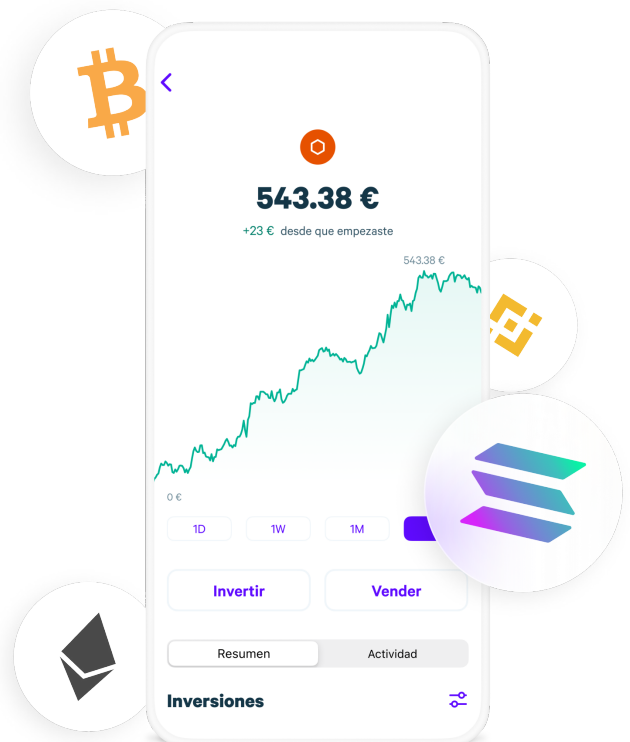 543.38 €
+23 € desde que empezaste
543.38 €
0 €
1D
1W
1M
Invertir
Vender
Resumen
Actividad
Inversiones